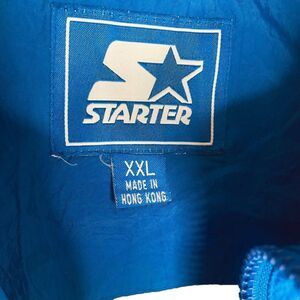 STARTER
XXL
MADE IN
HONG KONG